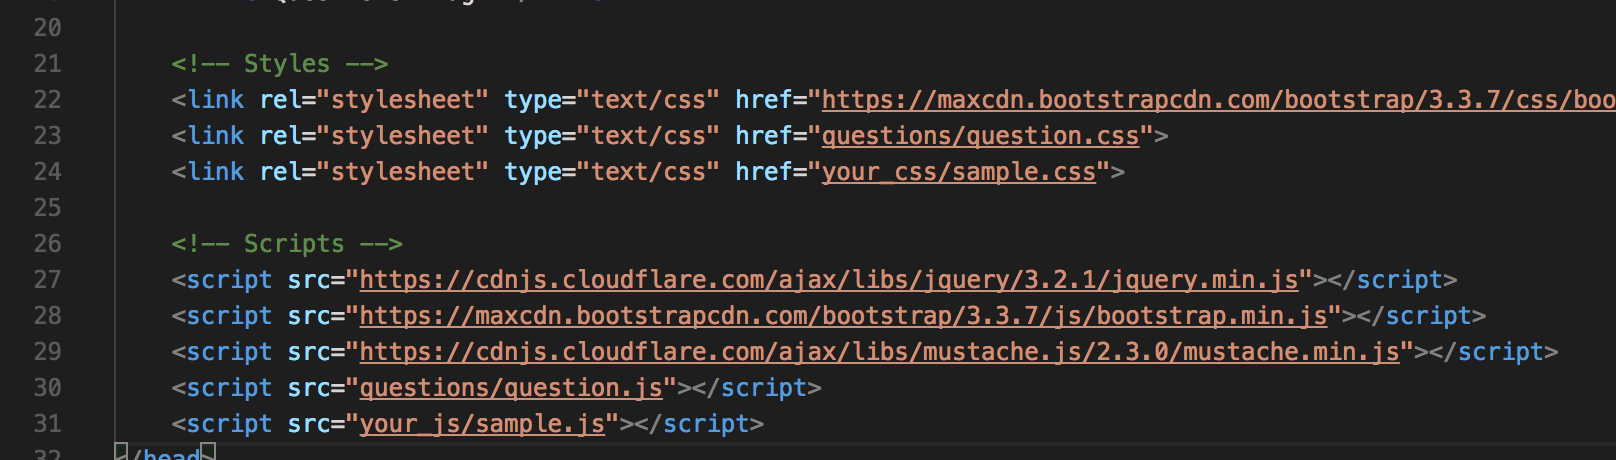 20
21 <!-- Styles -->
22 <link rel="stylesheet" type="text/css" href="https://maxcdn.bootstrapcdn.com/bootstrap/3.3.7/css/boo
23 <link rel="stylesheet" type="text/css" href="questions/question.css">
24 <link rel="stylesheet" type="text/css" href="your_css/sample.css">
25
26 <!-- Scripts -->
27 <script src="https://cdnjs.cloudflare.com/ajax/libs/jquery/3.2.1/jquery.min.js"></script>
28 <script src="https://maxcdn.bootstrapcdn.com/bootstrap/3.3.7/js/bootstrap.min.js"></script>
29 <script src="https://cdnjs.cloudflare.com/ajax/libs/mustache.js/2.3.0/mustache.min.js"></script>
30 <script src="questions/question.js"></script>
31 <script src="your_js/sample.js"></script>
32 </head>